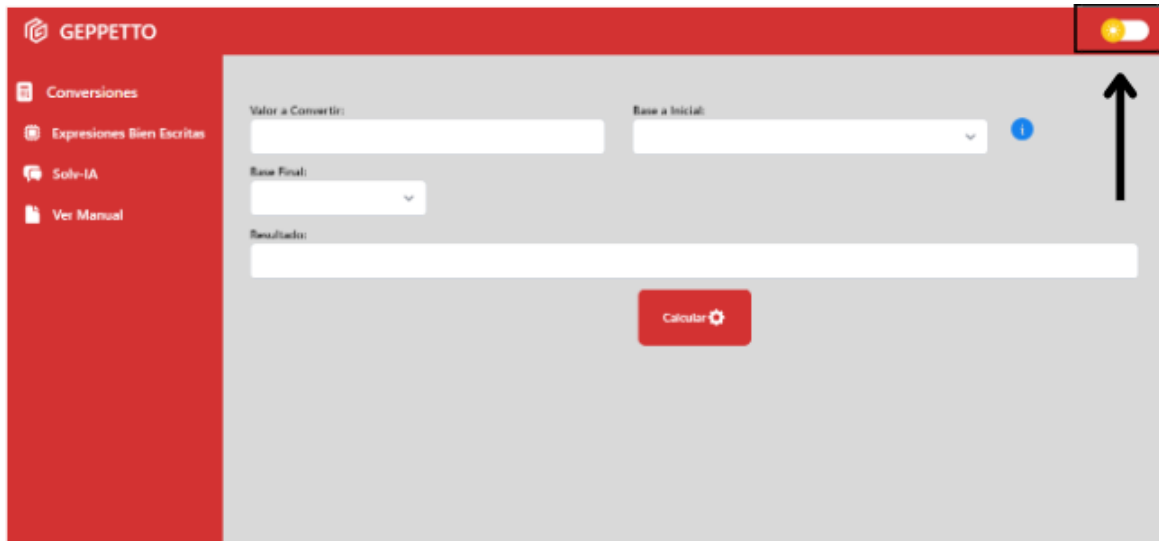 GEPPETTO
Conversiones
Expresiones Bien Escritas
Solv-IA
Ver Manual
Valor a Convertir:
Base a Inicial:
i
Base Final:
Resultado:
Calcular